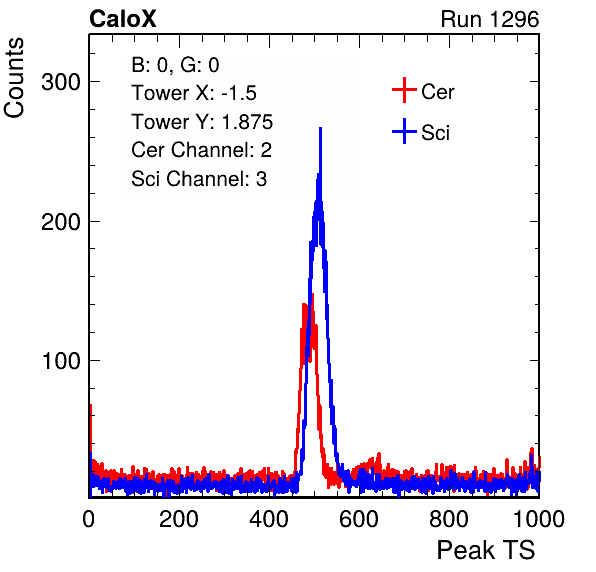 CaloX Run 1296
Counts
B: 0, G: 0
Tower X: -1.5
Tower Y: 1.875
Cer Channel: 2
Sci Channel: 3
Cer
Sci
300
200
100
0 200 400 600 800 1000
Peak TS